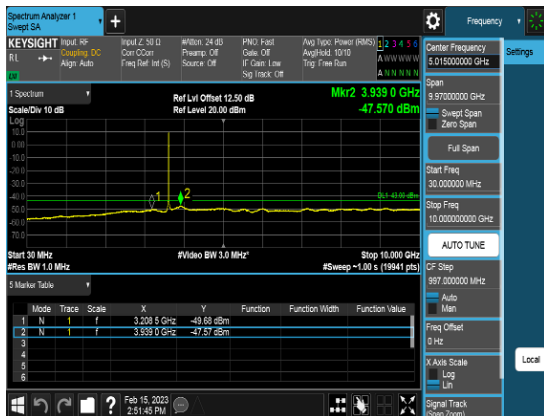 Spectrum Analyzer 1
Swept SA
Frequency
KEYSIGHT
RL
Input: RF
Coupling: DC
Align: Auto
Input Z: 50 Ω
Corr CCorr
Freq Ref: Int (S)
#Atten: 24 dB
Preamp: Off
Source: Off
PNO: Fast
Gate: Off
IF Gain: Low
Sig Track: Off
Avg Type: Power (RMS)
Avg|Hold: 10/10
Trig: Free Run
1 2 3 4 5 6
A W W W W W
A N N N N N
1 Spectrum
Scale/Div 10 dB
Ref Lvl Offset 12.50 dB
Ref Level 20.00 dBm
Mkr2 3.939 0 GHz
-47.570 dBm
Log
10.0
0.00
-10.0
-20.0
-30.0
-40.0
-50.0
-60.0
-70.0
1
2
Start 30 MHz
#Res BW 1.0 MHz
#Video BW 3.0 MHz*
Stop 10.000 GHz
#Sweep ~1.00 s (19941 pts)
5 Marker Table
Mode Trace Scale X Y Function Function Width Function Value
1 N 1 f 3.208 5 GHz -49.68 dBm
2 N 1 f 3.939 0 GHz -47.57 dBm
3
4
5
6
Feb 15, 2023
2:51:45 PM
Center Frequency
5.015000000 GHz
Settings
Span
9.97000000 GHz
Swept Span
Zero Span
Full Span
Start Freq
30.000000 MHz
Stop Freq
10.000000000 GHz
AUTO TUNE
CF Step
997.000000 MHz
Auto
Man
Freq Offset
0 Hz
X Axis Scale
Log
Lin
Local
Signal Track
(Span Zoom)